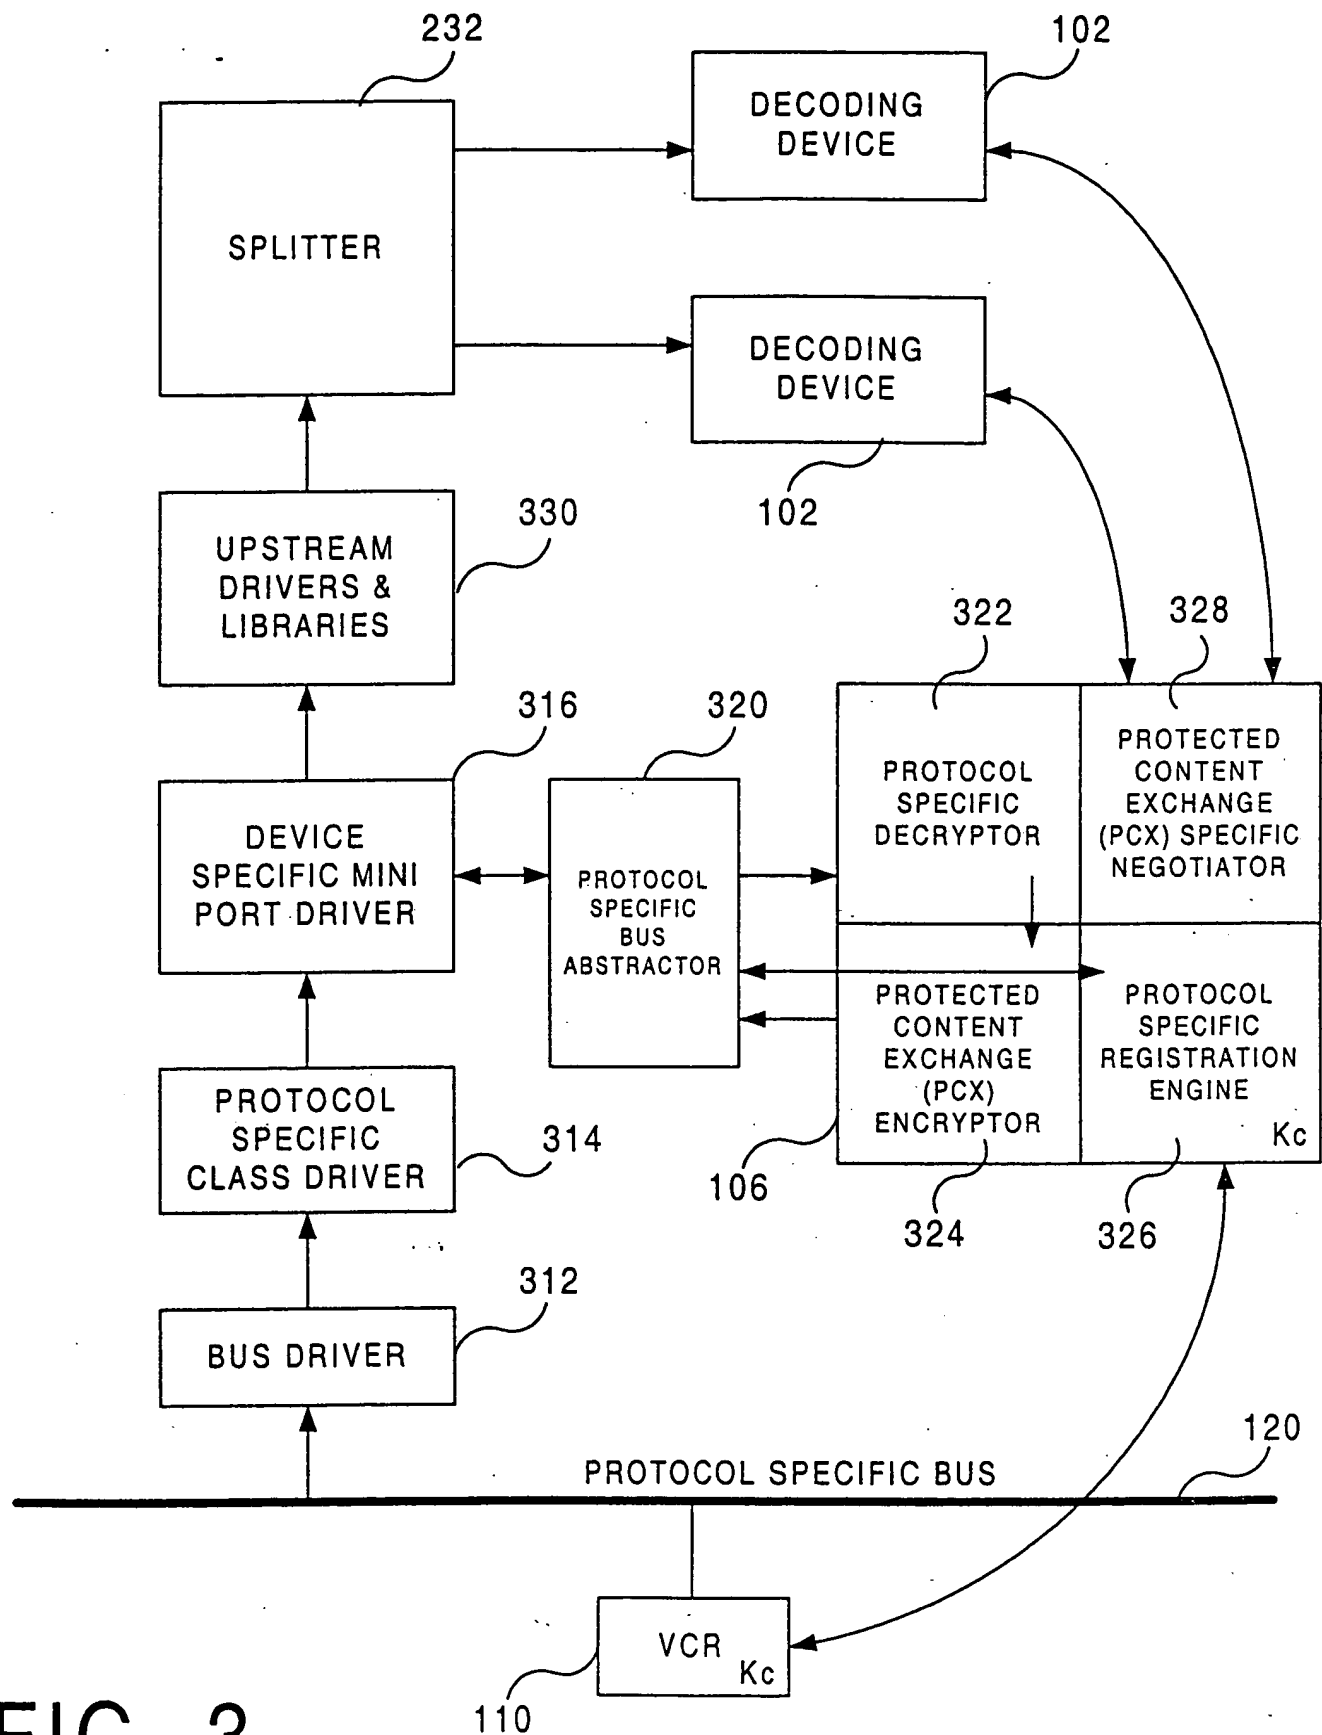 232
102
DECODING
DEVICE
SPLITTER
DECODING
DEVICE
102
330
UPSTREAM
DRIVERS &
LIBRARIES
322
328
316
320
PROTOCOL
SPECIFIC
DECRYPTOR
PROTECTED
CONTENT
EXCHANGE
(PCX) SPECIFIC
NEGOTIATOR
DEVICE
SPECIFIC MINI
PORT DRIVER
PROTOCOL
SPECIFIC
BUS
ABSTRACTOR
PROTECTED
CONTENT
EXCHANGE
(PCX)
ENCRYPTOR
PROTOCOL
SPECIFIC
REGISTRATION
ENGINE
Kc
PROTOCOL
SPECIFIC
CLASS DRIVER
314
106
324
326
312
BUS DRIVER
120
PROTOCOL SPECIFIC BUS
VCR
Kc
110
FIG. 3